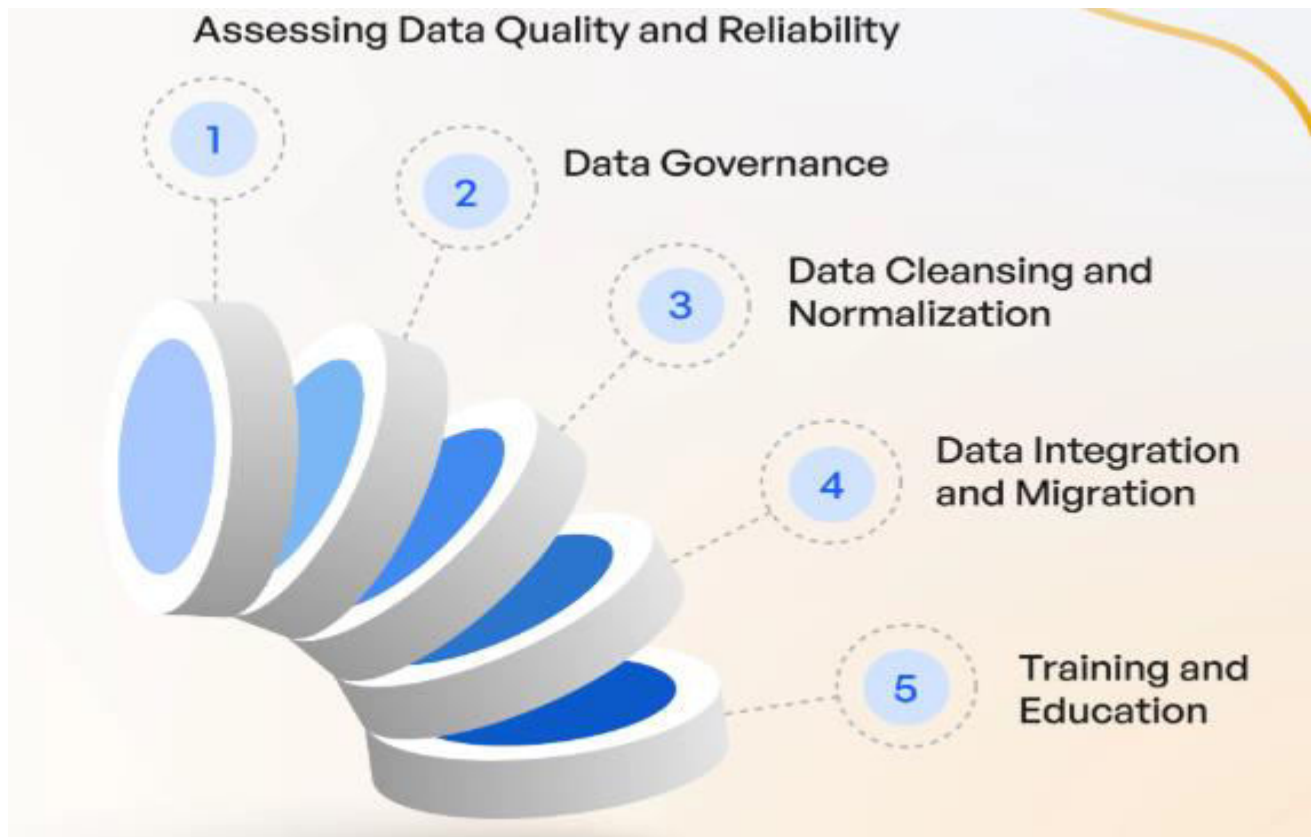 Assessing Data Quality and Reliability
1
2
Data Governance
3
Data Cleansing and
Normalization
4
Data Integration
and Migration
5
Training and
Education